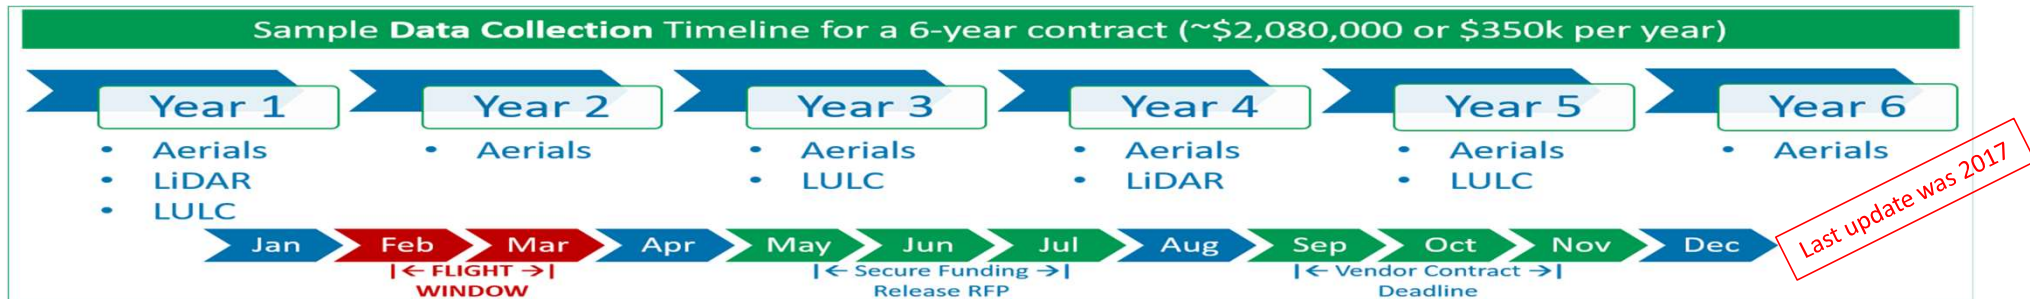 Sample Data Collection Timeline for a 6-year contract (~$2,080,000 or $350k per year)
Year 1
• Aerials
• LiDAR
• LULC
Year 2
• Aerials
Year 3
• Aerials
• LULC
Year 4
• Aerials
• LiDAR
Year 5
• Aerials
• LULC
Year 6
• Aerials
Last update was 2017
Jan Feb Mar Apr May Jun Jul Aug Sep Oct Nov Dec
|← FLIGHT →|
WINDOW
|← Secure Funding →|
Release RFP
|← Vendor Contract →|
Deadline